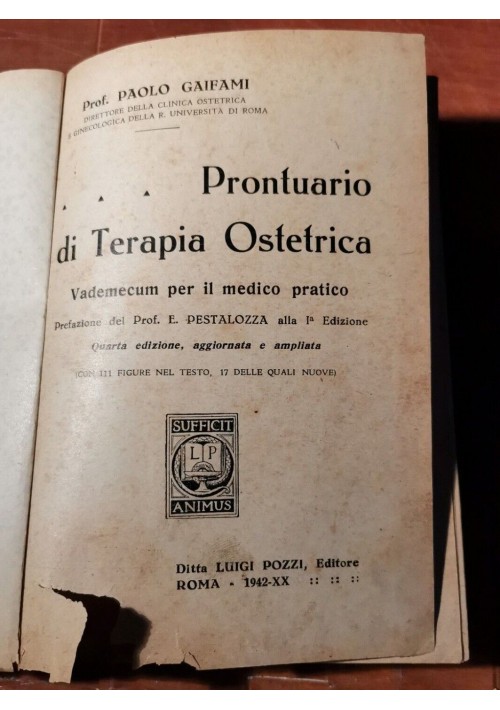 Prof. PAOLO GAIFAMI
DIRETTORE DELLA CLINICA OSTETRICA
E GINECOLOGICA DELLA R. UNIVERSITÀ DI ROMA
Prontuario
di Terapia Ostetrica
Vademecum per il medico pratico
Prefazione del Prof. E. PESTALOZZA alla Iª Edizione
Quarta edizione, aggiornata e ampliata
(CON 111 FIGURE NEL TESTO, 17 DELLE QUALI NUOVE)
SUFFICIT
L P
ANIMUS
Ditta LUIGI POZZI, Editore
ROMA - 1942-XX :: :: ::